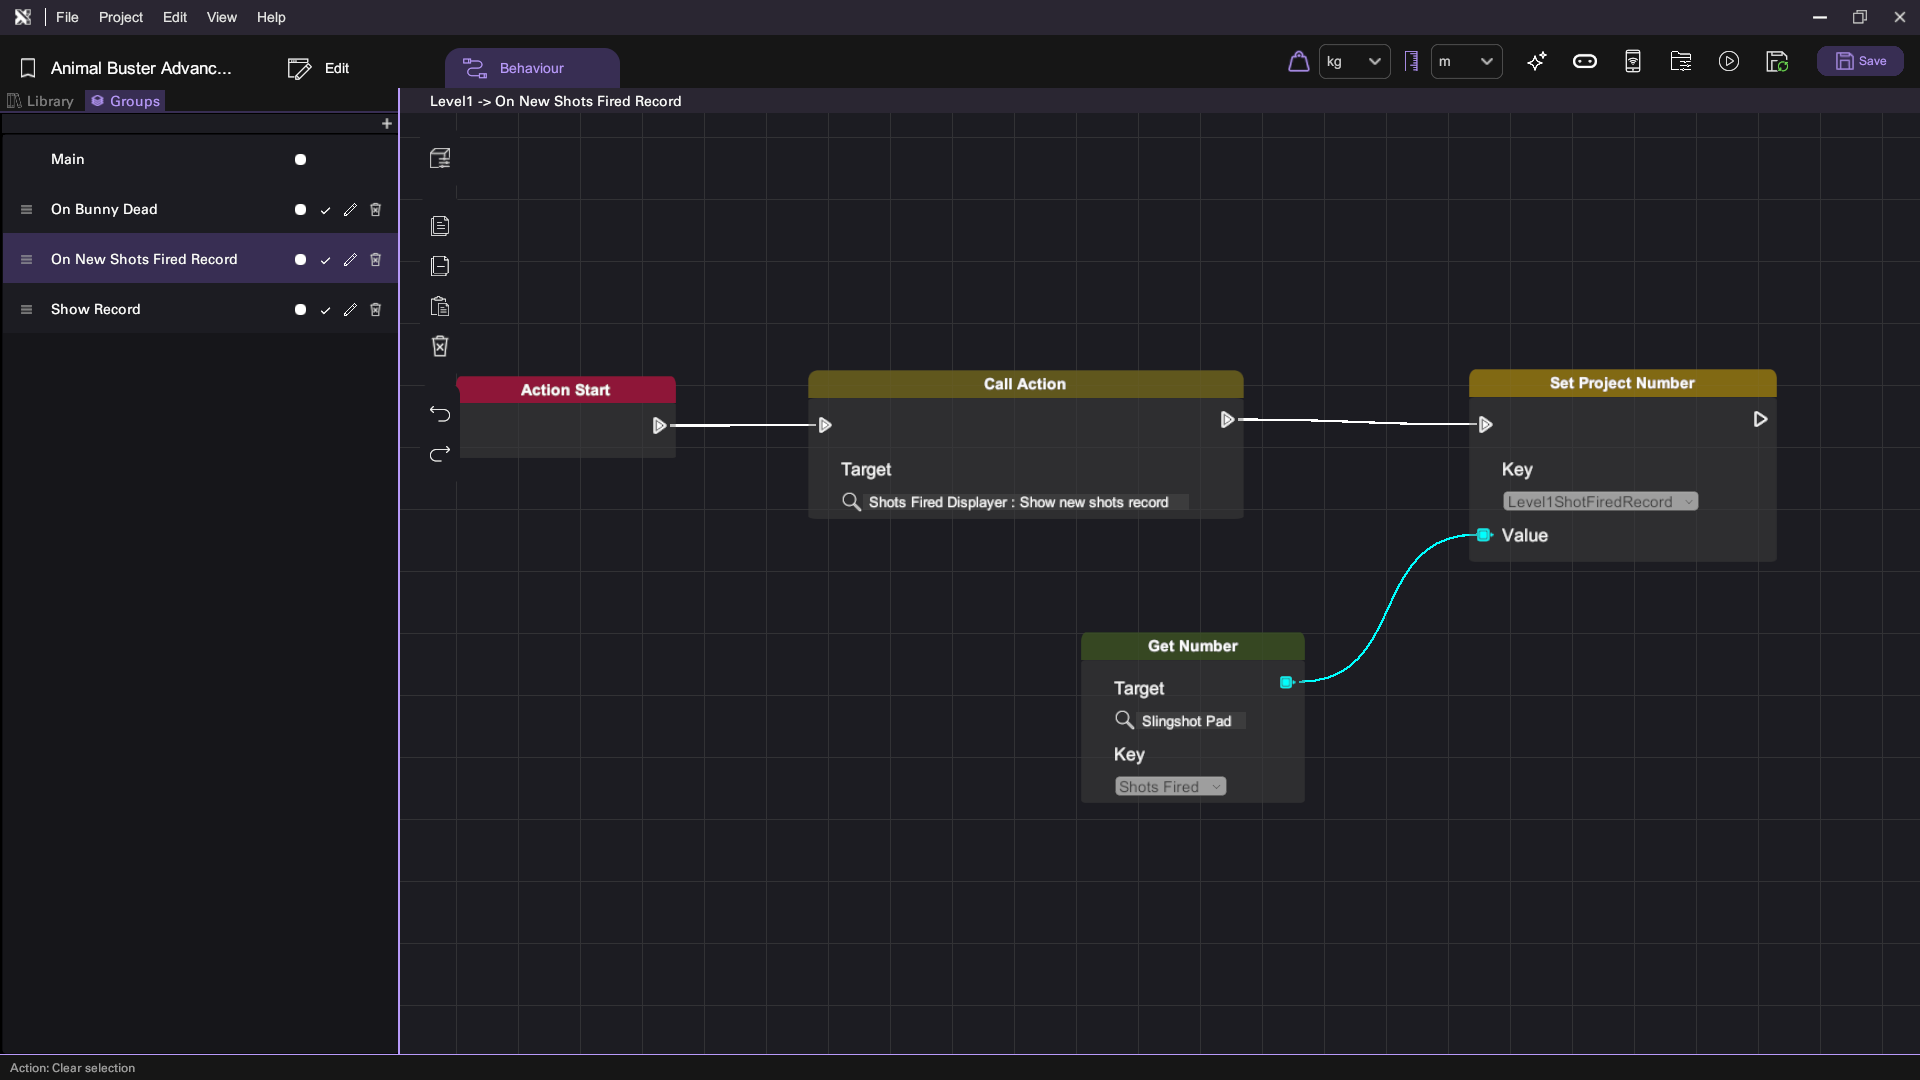 File Project Edit View Help
Animal Buster Advanc... Edit Behaviour kg m Save
Library Groups
Level1 -> On New Shots Fired Record
+
Main
On Bunny Dead
On New Shots Fired Record
Show Record
Action Start
Call Action
Target
Shots Fired Displayer : Show new shots record
Set Project Number
Key
Level1ShotFiredRecord
Value
Get Number
Target
Slingshot Pad
Key
Shots Fired
Action: Clear selection